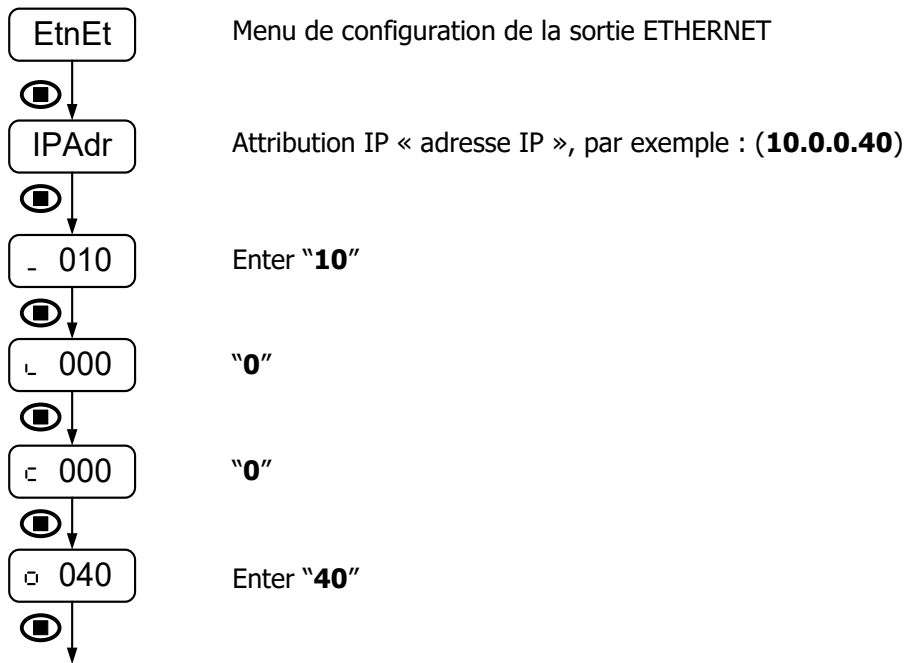 EtnEt Menu de configuration de la sortie ETHERNET
IPAdr Attribution IP « adresse IP », par exemple : (10.0.0.40)
_ 010 Enter “10”
000 “0”
c 000 “0”
o 040 Enter “40”